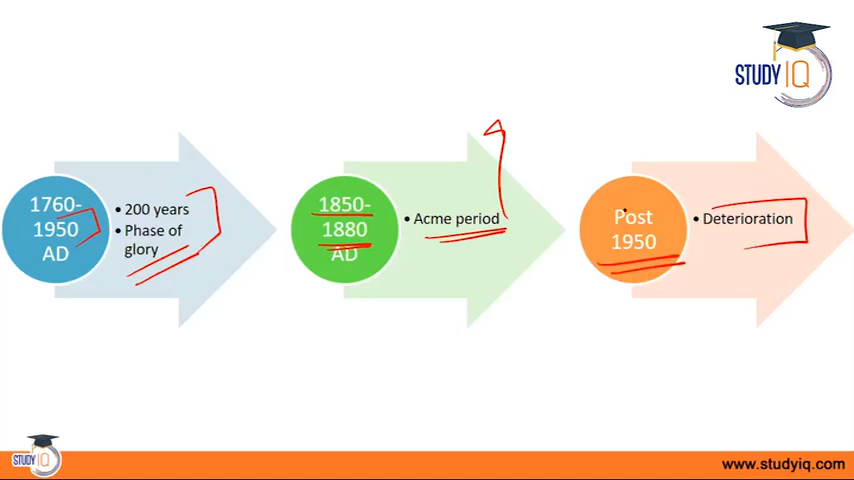 STUDY IQ
1760-
1950
AD
• 200 years
• Phase of
glory
1850-
1880
AD
• Acme period
Post
1950
• Deterioration
STUDY IQ
www.studyiq.com